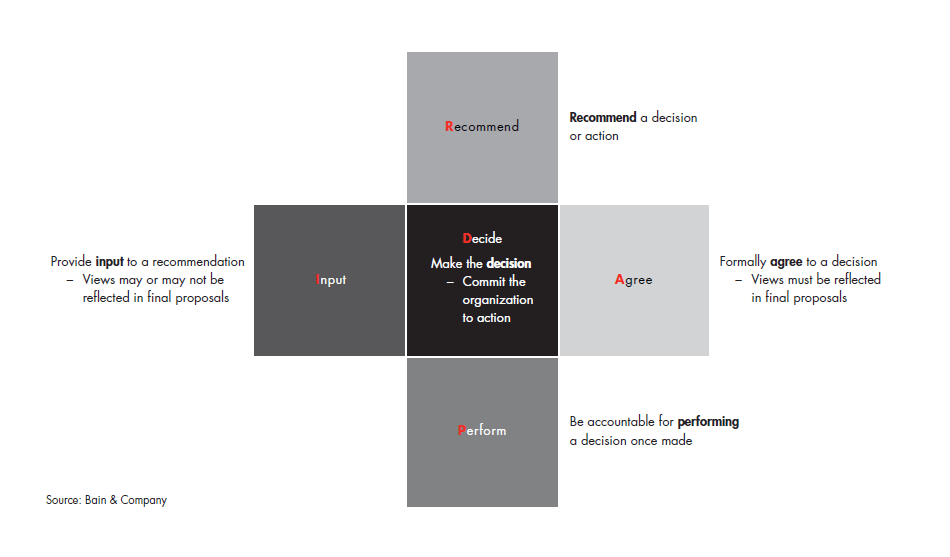 Recommend
Recommend a decision
or action
Provide input to a recommendation
– Views may or may not be
reflected in final proposals
Input
Decide
Make the decision
– Commit the
organization
to action
Agree
Formally agree to a decision
– Views must be reflected
in final proposals
Perform
Be accountable for performing
a decision once made
Source: Bain & Company